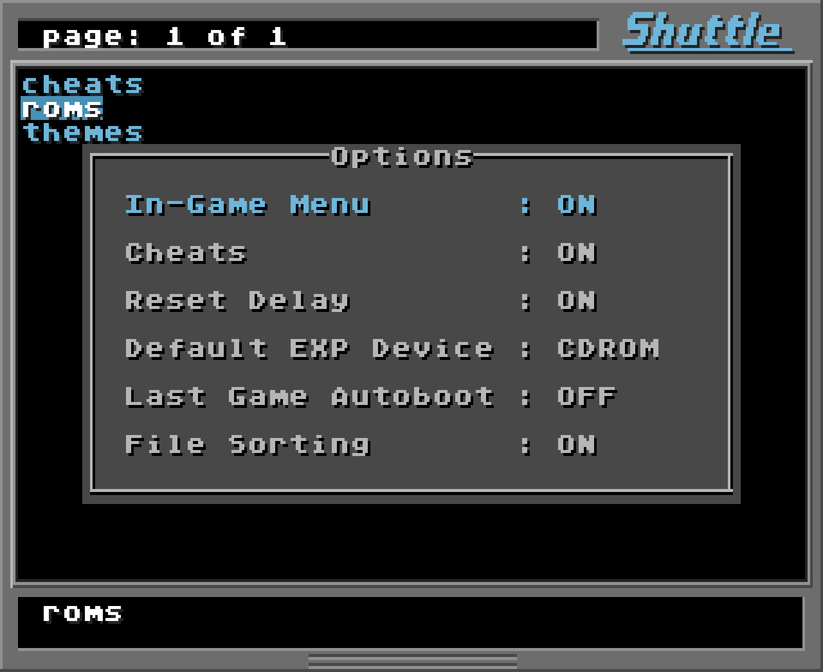 page: 1 of 1
Shuttle
cheats
roms
themes
Options
In-Game Menu : ON
Cheats : ON
Reset Delay : ON
Default EXP Device : CDROM
Last Game Autoboot : OFF
File Sorting : ON
roms